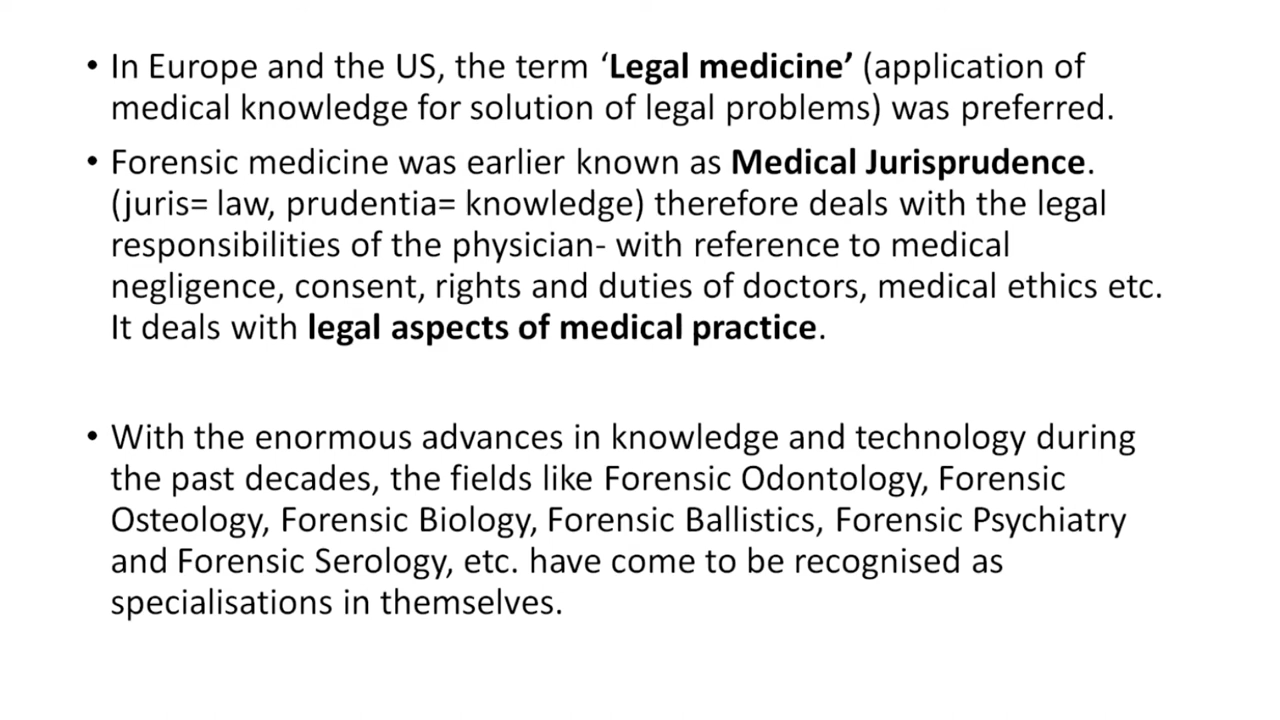 • In Europe and the US, the term ‘Legal medicine’ (application of
medical knowledge for solution of legal problems) was preferred.
• Forensic medicine was earlier known as Medical Jurisprudence.
(juris= law, prudentia= knowledge) therefore deals with the legal
responsibilities of the physician- with reference to medical
negligence, consent, rights and duties of doctors, medical ethics etc.
It deals with legal aspects of medical practice.
• With the enormous advances in knowledge and technology during
the past decades, the fields like Forensic Odontology, Forensic
Osteology, Forensic Biology, Forensic Ballistics, Forensic Psychiatry
and Forensic Serology, etc. have come to be recognised as
specialisations in themselves.